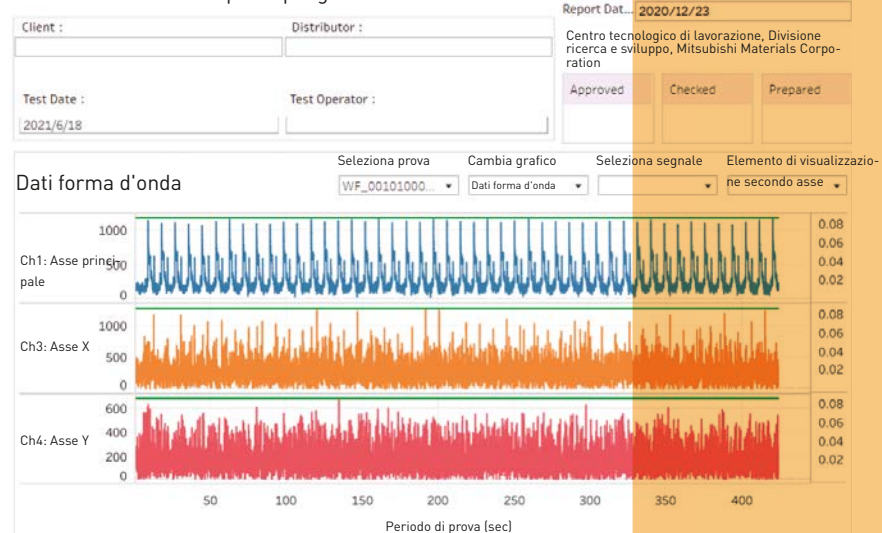 Report Dat... 2020/12/23
Client :
Distributor :
Centro tecnologico di lavorazione, Divisione
ricerca e sviluppo, Mitsubishi Materials Corpo-
ration
Approved
Checked
Prepared
Test Date :
Test Operator :
2021/6/18
Seleziona prova
Cambia grafico
Seleziona segnale
Elemento di visualizzazio-
ne secondo asse
Dati forma d'onda
WF_00101000...
Dati forma d'onda
1000
500
0
Ch1: Asse princi-
pale
0.08
0.06
0.04
0.02
1000
500
0
Ch3: Asse X
0.08
0.06
0.04
0.02
600
400
200
0
Ch4: Asse Y
0.08
0.06
0.04
0.02
50
100
150
200
250
300
350
400
Periodo di prova (sec)